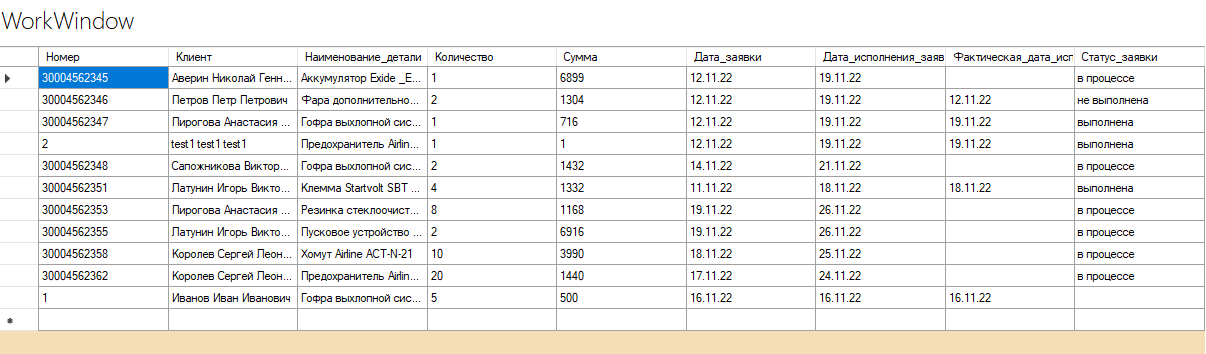 WorkWindow
Номер Клиент Наименование_детали Количество Сумма Дата_заявки Дата_исполнения_заяв Фактическая_дата_исп Статус_заявки
30004562345 Аверин Николай Генн... Аккумулятор Exide _E... 1 6899 12.11.22 19.11.22 в процессе
30004562346 Петров Петр Петрович Фара дополнительно... 2 1304 12.11.22 19.11.22 12.11.22 не выполнена
30004562347 Пирогова Анастасия ... Гофра выхлопной сис... 1 716 12.11.22 19.11.22 19.11.22 выполнена
2 test1 test1 test1 Предохранитель Airlin... 1 1 12.11.22 19.11.22 19.11.22 выполнена
30004562348 Сапожникова Виктор... Гофра выхлопной сис... 2 1432 14.11.22 21.11.22 в процессе
30004562351 Латунин Игорь Викто... Клемма Startvolt SBT ... 4 1332 11.11.22 18.11.22 18.11.22 выполнена
30004562353 Пирогова Анастасия ... Резинка стеклоочист... 8 1168 19.11.22 26.11.22 в процессе
30004562355 Латунин Игорь Викто... Пусковое устройство ... 2 6916 19.11.22 26.11.22 в процессе
30004562358 Королев Сергей Леон... Хомут Airline ACT-N-21 10 3990 18.11.22 25.11.22 в процессе
30004562362 Королев Сергей Леон... Предохранитель Airlin... 20 1440 17.11.22 24.11.22 в процессе
1 Иванов Иван Иванович Гофра выхлопной сис... 5 500 16.11.22 16.11.22 16.11.22